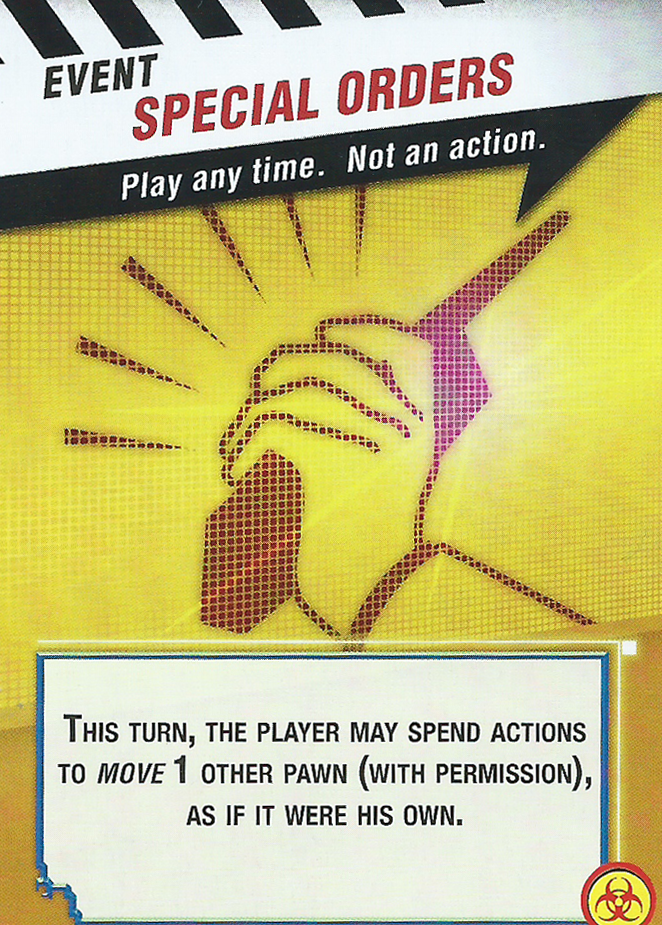 EVENT
SPECIAL ORDERS
Play any time. Not an action.
THIS TURN, THE PLAYER MAY SPEND ACTIONS
TO MOVE 1 OTHER PAWN (WITH PERMISSION),
AS IF IT WERE HIS OWN.